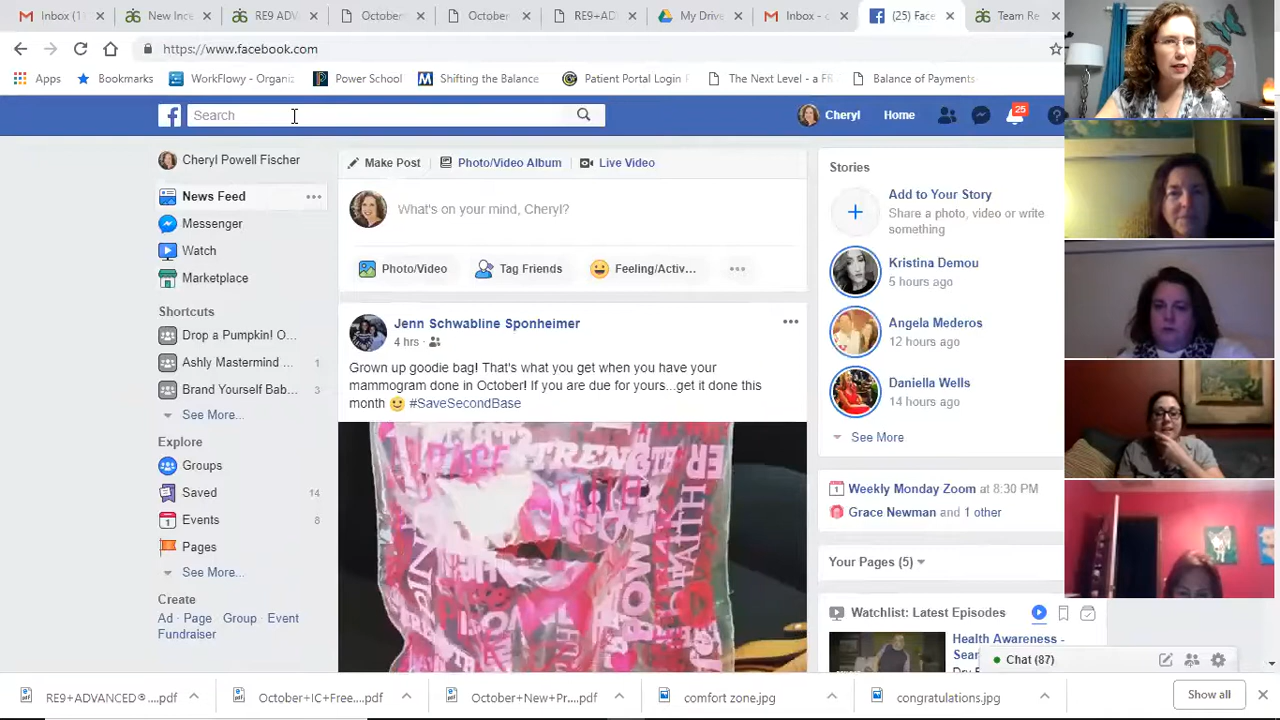 Inbox (1
New Ince
RE9 ADV
October
October
RE9+AD
My Drive
Inbox - c
(25) Face
Team Re
https://www.facebook.com
Apps
Bookmarks
WorkFlowy - Organi
Power School
Shifting the Balance
Patient Portal Login
The Next Level - a FR
Balance of Payments
Search
Cheryl
Home
25
Cheryl Powell Fischer
News Feed
Messenger
Watch
Marketplace
Shortcuts
Drop a Pumpkin! O...
Ashly Mastermind ... 1
Brand Yourself Bab... 3
See More...
Explore
Groups
Saved 14
Events 8
Pages
See More...
Create
Ad · Page · Group · Event ·
Fundraiser
Make Post
Photo/Video Album
Live Video
What's on your mind, Cheryl?
Photo/Video
Tag Friends
Feeling/Activ...
Jenn Schwabline Sponheimer
4 hrs ·
Grown up goodie bag! That's what you get when you have your
mammogram done in October! If you are due for yours...get it done this
month #SaveSecondBase
Stories
Add to Your Story
Share a photo, video or write
something
Kristina Demou
5 hours ago
Angela Mederos
12 hours ago
Daniella Wells
14 hours ago
See More
Weekly Monday Zoom at 8:30 PM
Grace Newman and 1 other
Your Pages (5)
Watchlist: Latest Episodes
Health Awareness -
Chat (87)
RE9+ADVANCED®....pdf
October+IC+Free....pdf
October+New+Pr....pdf
comfort zone.jpg
congratulations.jpg
Show all